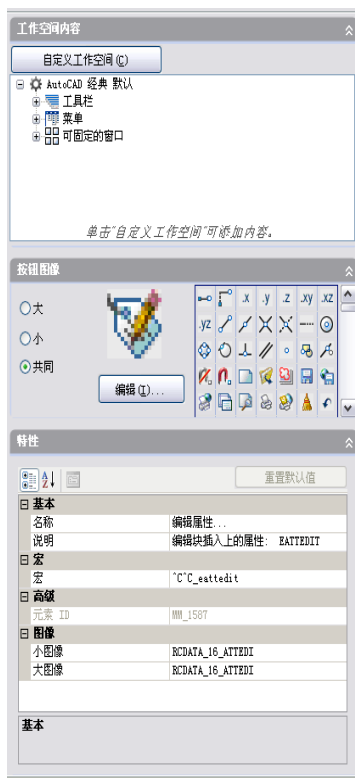 工作空间内容
自定义工作空间(C)
AutoCAD 经典 默认
工具栏
菜单
可固定的窗口
单击"自定义工作空间"可添加内容。
按钮图像
大
小
共同
编辑(I)...
.x .y .z .xy .xz
.yz
特性
重置默认值
基本
名称 编辑属性...
说明 编辑块插入上的属性: EATTEDIT
宏
宏 ^C^C_eattedit
高级
元素 ID MM_1587
图像
小图像 RCDATA_16_ATTEDI
大图像 RCDATA_16_ATTEDI
基本